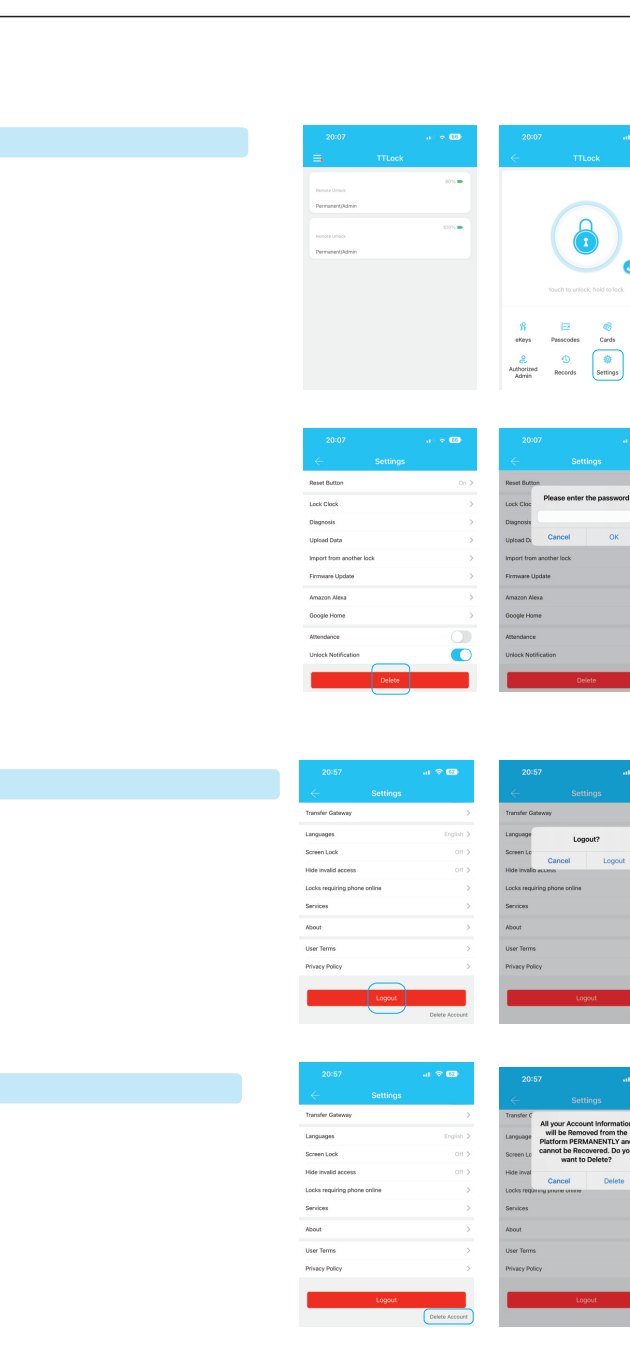 20:07
66
TTLock
80%
Remote Unlock
Permanent/Admin
100%
Remote Unlock
Permanent/Admin
20:07
TTLock
touch to unlock, hold to lock
eKeys
Passcodes
Cards
Authorized
Admin
Records
Settings
20:07
66
Settings
Reset Button On
Lock Clock
Diagnosis
Upload Data
Import from another lock
Firmware Update
Amazon Alexa
Google Home
Attendance
Unlock Notification
Delete
20:07
Settings
Reset Button
Lock Cloc
Please enter the password
Diagnosis
Upload D
Cancel OK
Import from another lock
Firmware Update
Amazon Alexa
Google Home
Attendance
Unlock Notification
Delete
20:57
63
Settings
Transfer Gateway
Languages English
Screen Lock Off
Hide invalid access Off
Locks requiring phone online
Services
About
User Terms
Privacy Policy
Logout
Delete Account
20:57
Settings
Transfer Gateway
Language
Logout?
Screen Lo
Cancel Logout
Hide invalid access
Locks requiring phone online
Services
About
User Terms
Privacy Policy
Logout
20:57
63
Settings
Transfer Gateway
Languages English
Screen Lock Off
Hide invalid access Off
Locks requiring phone online
Services
About
User Terms
Privacy Policy
Logout
Delete Account
20:57
Settings
Transfer G
All your Account Information
will be Removed from the
Language
Platform PERMANENTLY and
cannot be Recovered. Do yo
Screen Lo
want to Delete?
Hide inval
Cancel Delete
Locks requiring phone online
Services
About
User Terms
Privacy Policy
Logout